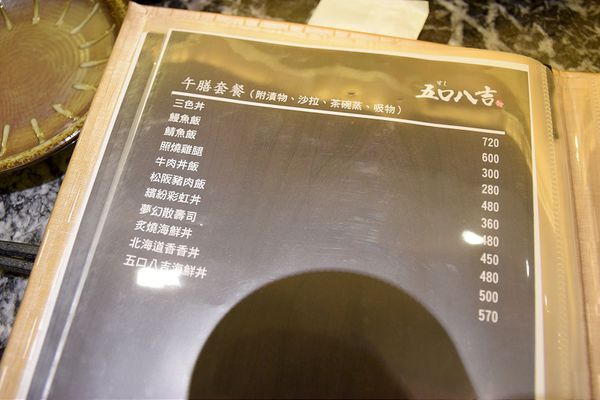 五口八吉
午膳套餐(附漬物、沙拉、茶碗蒸、吸物)
三色丼 720
鰻魚飯 600
鯖魚飯 300
照燒雞腿 280
牛肉丼飯 480
松阪豬肉飯 360
繽紛彩虹丼 480
夢幻散壽司 450
炙燒海鮮丼 480
北海道香香丼 500
五口八吉海鮮丼 570